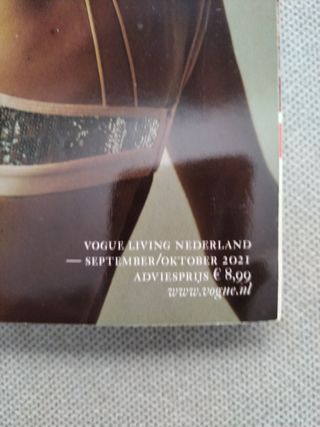 VOGUE LIVING NEDERLAND
— SEPTEMBER/OKTOBER 2021
ADVIESPRIJS € 8,99
www.vogue.nl